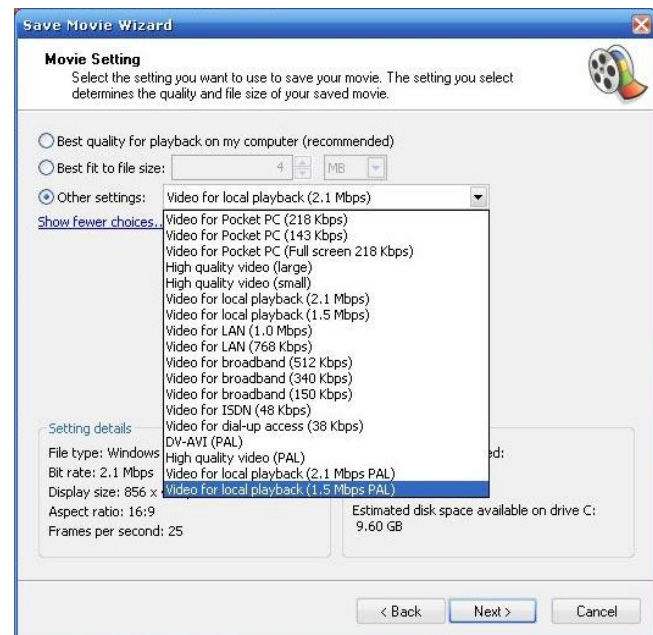 Save Movie Wizard
Movie Setting
Select the setting you want to use to save your movie. The setting you select
determines the quality and file size of your saved movie.
Best quality for playback on my computer (recommended)
Best fit to file size: 4 MB
Other settings: Video for local playback (2.1 Mbps)
Show fewer choices..
Video for Pocket PC (218 Kbps)
Video for Pocket PC (143 Kbps)
Video for Pocket PC (Full screen 218 Kbps)
High quality video (large)
High quality video (small)
Video for local playback (2.1 Mbps)
Video for local playback (1.5 Mbps)
Video for LAN (1.0 Mbps)
Video for LAN (768 Kbps)
Video for broadband (512 Kbps)
Video for broadband (340 Kbps)
Video for broadband (150 Kbps)
Video for ISDN (48 Kbps)
Video for dial-up access (38 Kbps)
DV-AVI (PAL)
High quality video (PAL)
Video for local playback (2.1 Mbps PAL)
Video for local playback (1.5 Mbps PAL)
Setting details
File type: Windows
Bit rate: 2.1 Mbps
Display size: 856 x
Aspect ratio: 16:9
Frames per second: 25
ed:
Estimated disk space available on drive C:
9.60 GB
< Back
Next >
Cancel